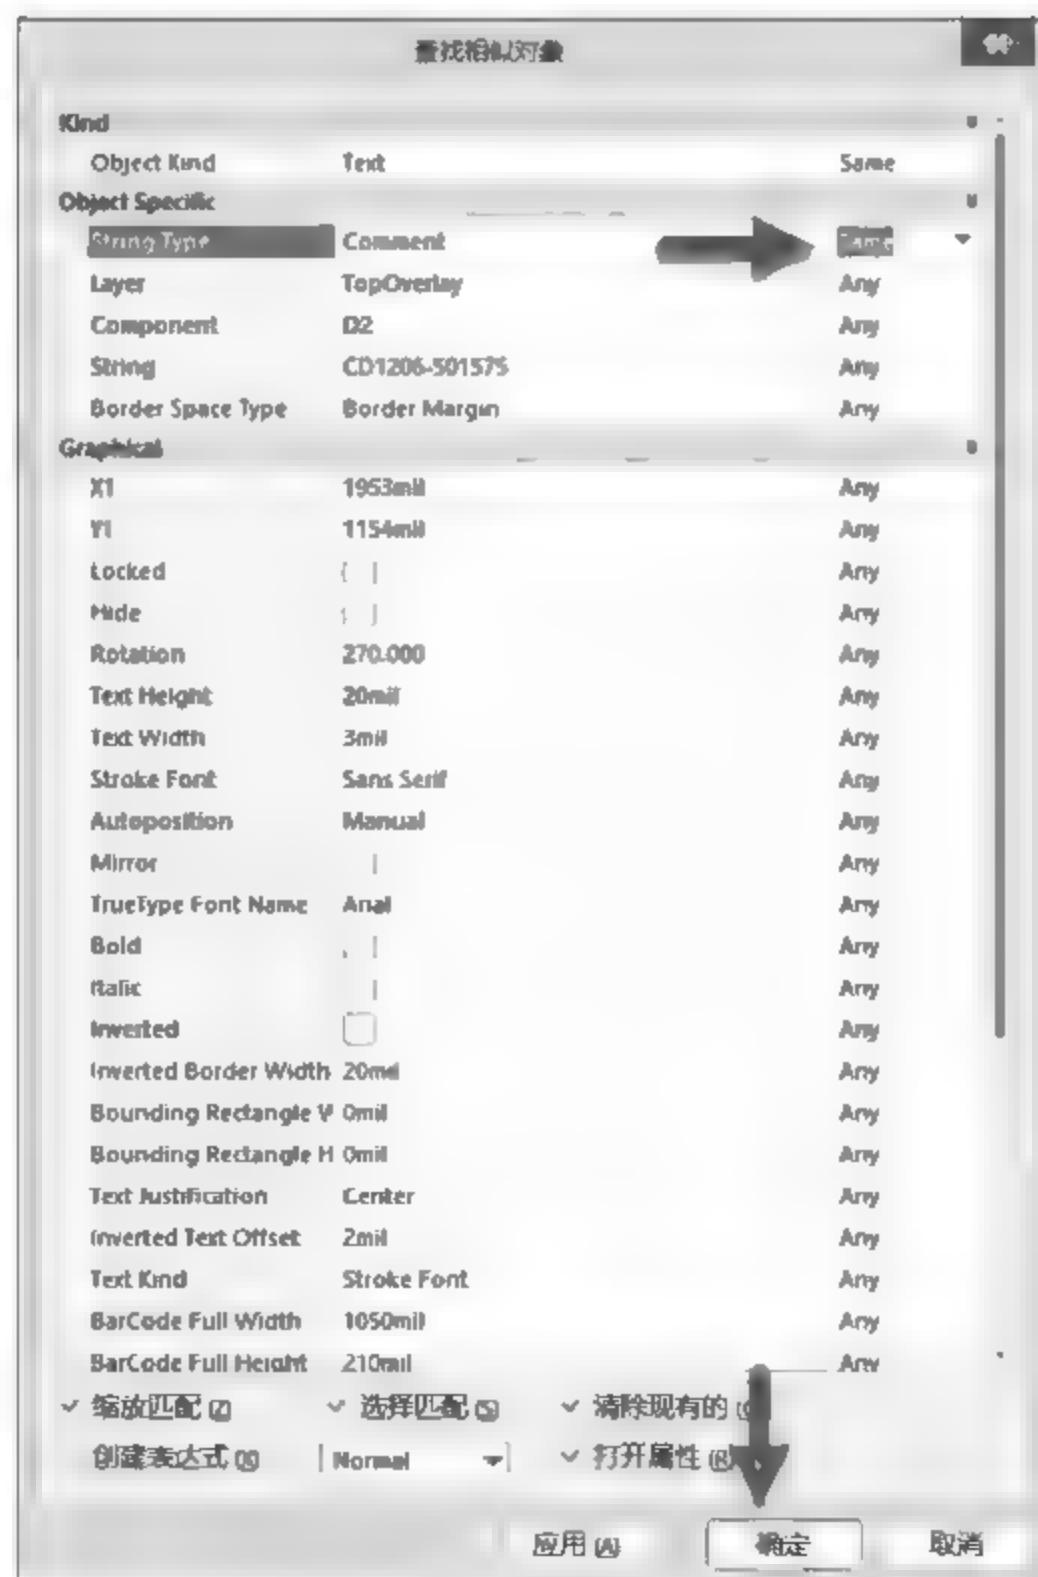 查找相似对象
Kind
Object Kind Text Same
Object Specific
String Type Comment Same
Layer TopOverlay Any
Component D2 Any
String CD1206-S01575 Any
Border Space Type Border Margin Any
Graphical
X1 1953mil Any
Y1 1154mil Any
Locked Any
Hide Any
Rotation 270.000 Any
Text Height 20mil Any
Text Width 3mil Any
Stroke Font Sans Serif Any
Autoposition Manual Any
Mirror Any
TrueType Font Name Arial Any
Bold Any
Italic Any
Inverted Any
Inverted Border Width 20mil Any
Bounding Rectangle W 0mil Any
Bounding Rectangle H 0mil Any
Text Justification Center Any
Inverted Text Offset 2mil Any
Text Kind Stroke Font Any
BarCode Full Width 1050mil Any
BarCode Full Height 210mil Any
缩放匹配 (Z) 选择匹配 (S) 清除现有的
创建表达式 (X) Normal 打开属性 (R)
应用 (A) 确定 取消